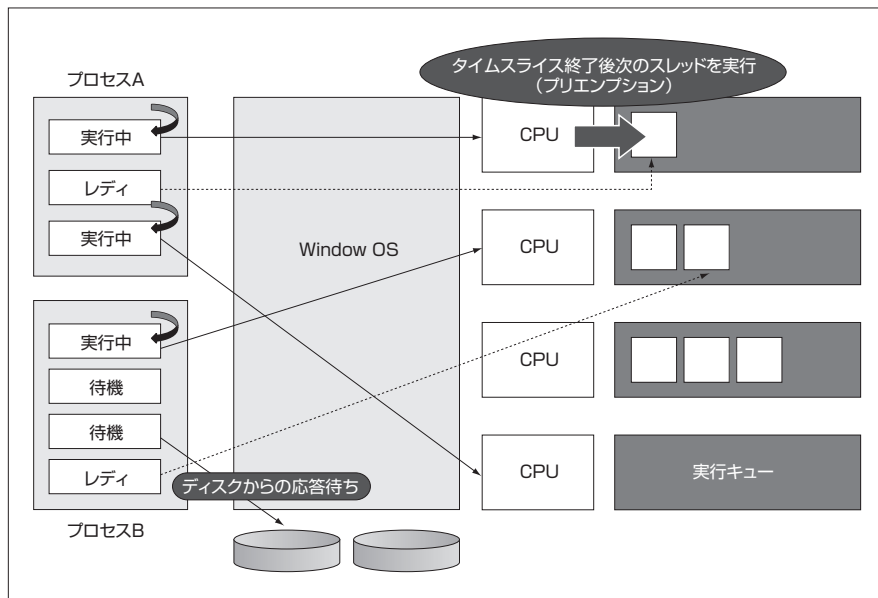 タイムスライス終了後次のスレッドを実行
(プリエンプション)
プロセスA
実行中
レディ
実行中
Window OS
CPU
CPU
CPU
CPU
実行キュー
実行中
待機
待機
レディ
ディスクからの応答待ち
プロセスB